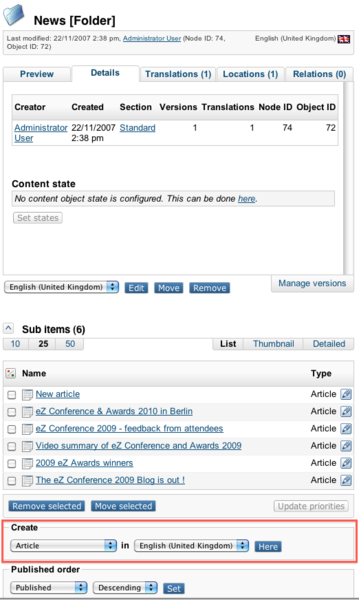 News [Folder]
Last modified: 22/11/2007 2:38 pm, Administrator User (Node ID: 74, English (United Kingdom)
Object ID: 72)
Preview Details Translations (1) Locations (1) Relations (0)
Creator Created Section Versions Translations Node ID Object ID
Administrator 22/11/2007 Standard 1 1 74 72
User 2:38 pm
Content state
No content object state is configured. This can be done here.
Set states
English (United Kingdom) Edit Move Remove Manage versions
Sub items (6)
10 25 50 List Thumbnail Detailed
Name Type
New article Article
eZ Conference & Awards 2010 in Berlin Article
eZ Conference 2009 - feedback from attendees Article
Video summary of eZ Conference and Awards 2009 Article
2009 eZ Awards winners Article
The eZ Conference 2009 Blog is out ! Article
Remove selected Move selected Update priorities
Create
Article in English (United Kingdom) Here
Published order
Published Descending Set